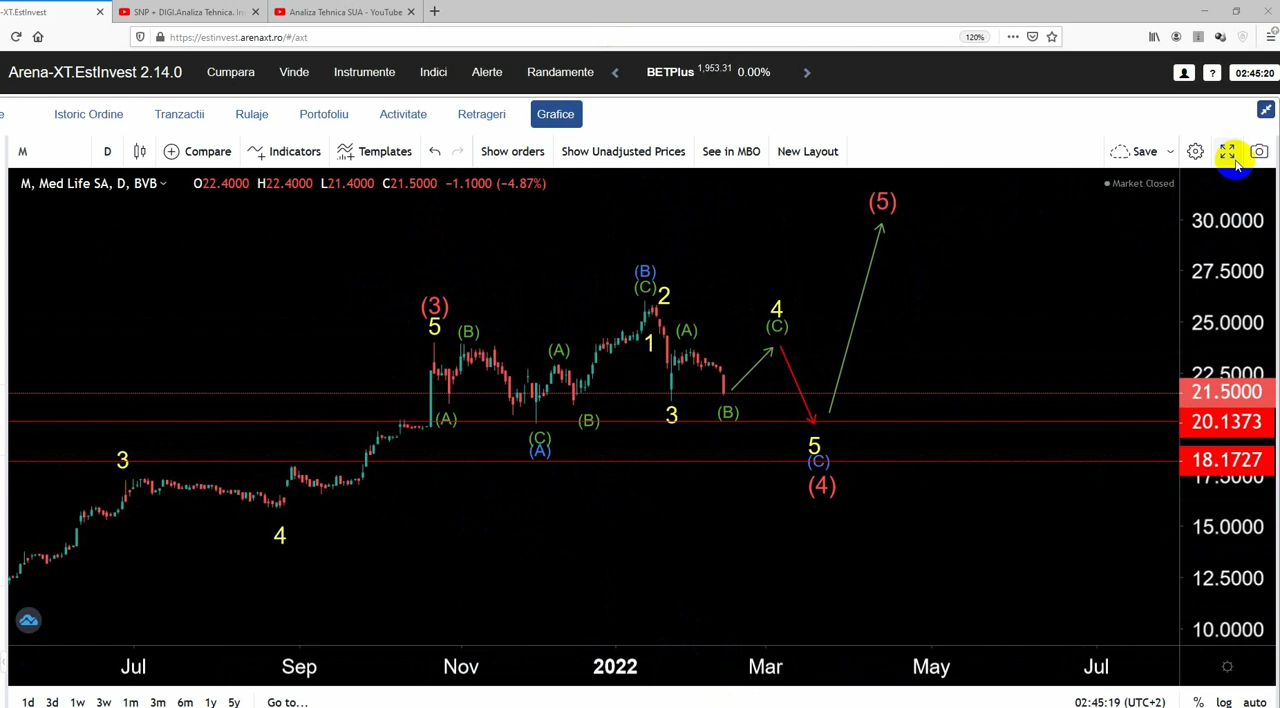 -XT.EstInvest
SNP + DIGI.Analiza Tehnica. In
Analiza Tehnica SUA - YouTube
https://estinvest.arenaxt.ro/#/axt
120%
Arena-XT.EstInvest 2.14.0
Cumpara
Vinde
Instrumente
Indici
Alerte
Randamente
BETPlus 1,953.31 0.00%
?
02:45:20
e
Istoric Ordine
Tranzactii
Rulaje
Portofoliu
Activitate
Retrageri
Grafice
M
D
Compare
Indicators
Templates
Show orders
Show Unadjusted Prices
See in MBO
New Layout
Save
M, Med Life SA, D, BVB
O22.4000 H22.4000 L21.4000 C21.5000 -1.1000 (-4.87%)
Market Closed
(5)
30.0000
(B)
27.5000
(C)
2
(3)
4
5
(B)
1
(A)
(C)
25.0000
(A)
22.5000
21.5000
(A)
(B)
3
(B)
20.1373
(C)
(A)
5
(C)
(4)
3
18.1727
17.5000
4
15.0000
12.5000
10.0000
Jul
Sep
Nov
2022
Mar
May
Jul
1d 3d 1w 3w 1m 3m 6m 1y 5y
Go to...
02:45:19 (UTC+2)
% log auto